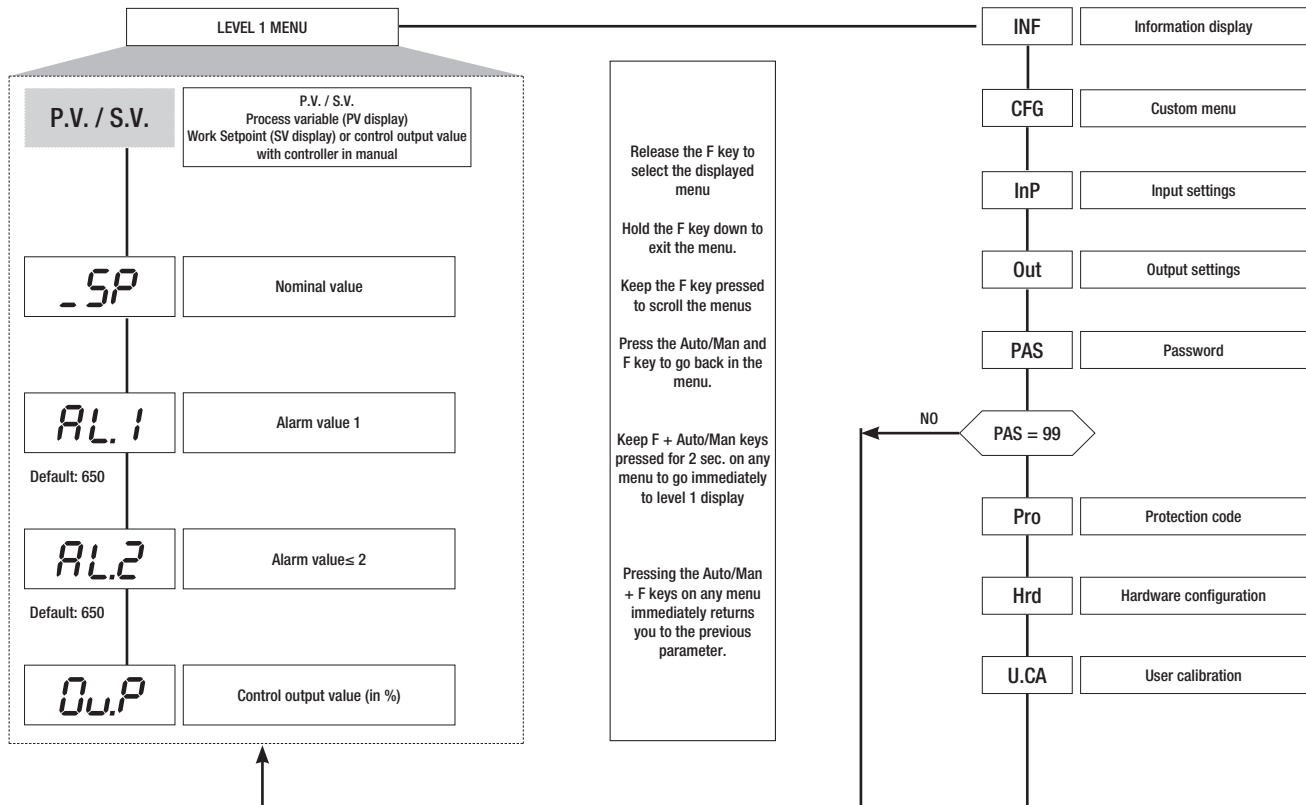 LEVEL 1 MENU
P.V. / S.V.
P.V. / S.V.
Process variable (PV display)
Work Setpoint (SV display) or control output value
with controller in manual
_SP
Nominal value
AL.1
Alarm value 1
Default: 650
AL.2
Alarm value≤ 2
Default: 650
Ou.P
Control output value (in %)
Release the F key to
select the displayed
menu
Hold the F key down to
exit the menu.
Keep the F key pressed
to scroll the menus
Press the Auto/Man and
F key to go back in the
menu.
Keep F + Auto/Man keys
pressed for 2 sec. on any
menu to go immediately
to level 1 display
Pressing the Auto/Man
+ F keys on any menu
immediately returns
you to the previous
parameter.
INF
Information display
CFG
Custom menu
InP
Input settings
Out
Output settings
PAS
Password
NO
PAS = 99
Pro
Protection code
Hrd
Hardware configuration
U.CA
User calibration